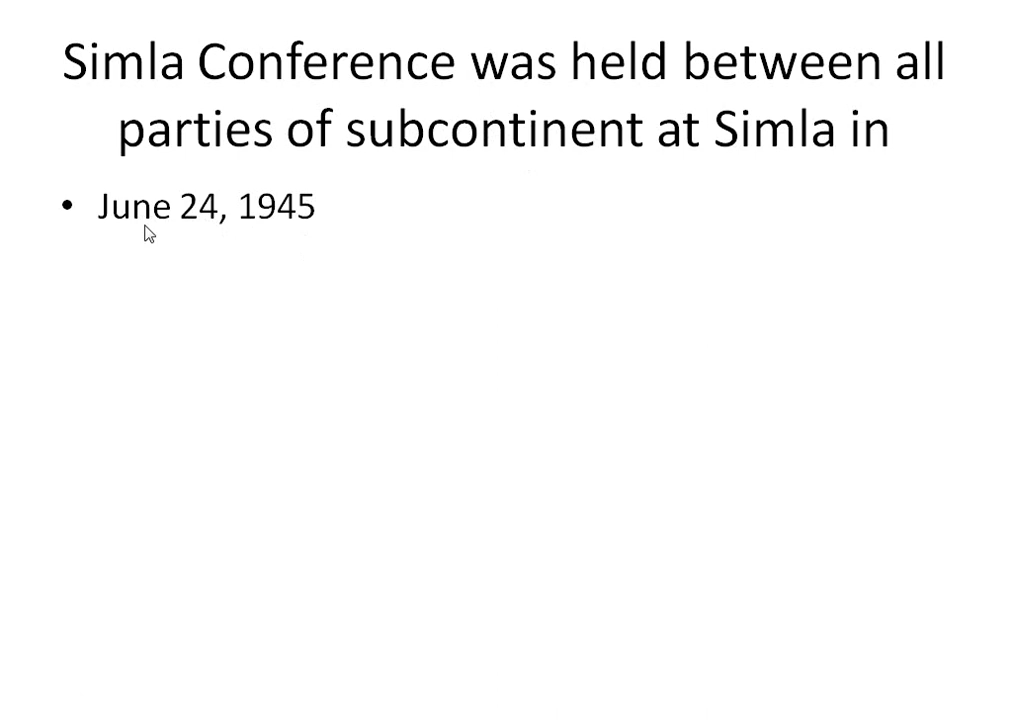 Simla Conference was held between all
parties of subcontinent at Simla in
• June 24, 1945